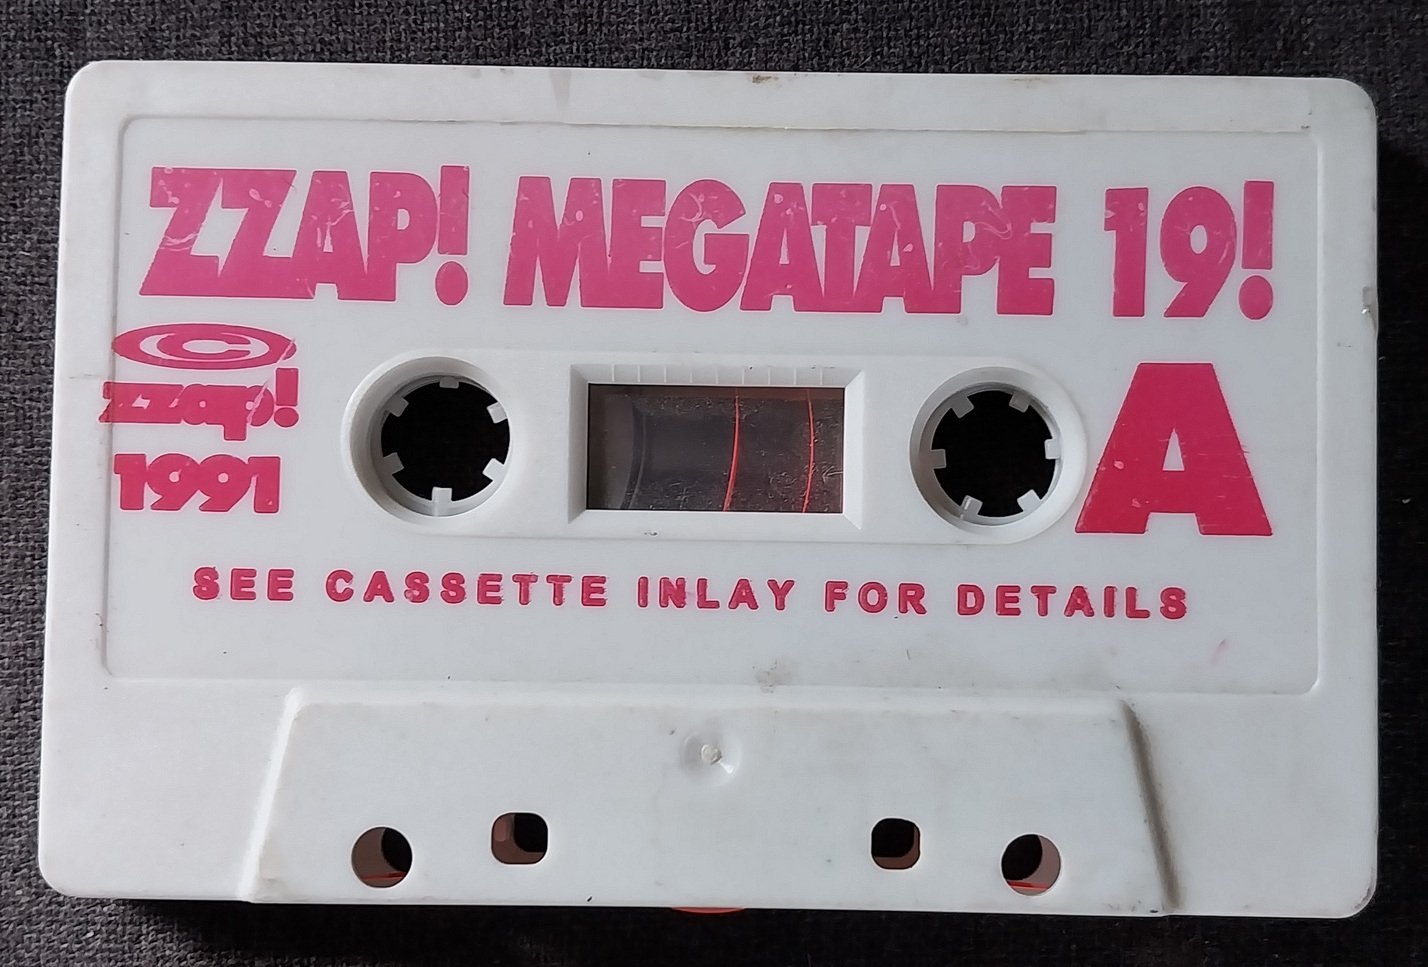 ZZAP! MEGATAPE 19!
©
zzap!
1991
A
SEE CASSETTE INLAY FOR DETAILS